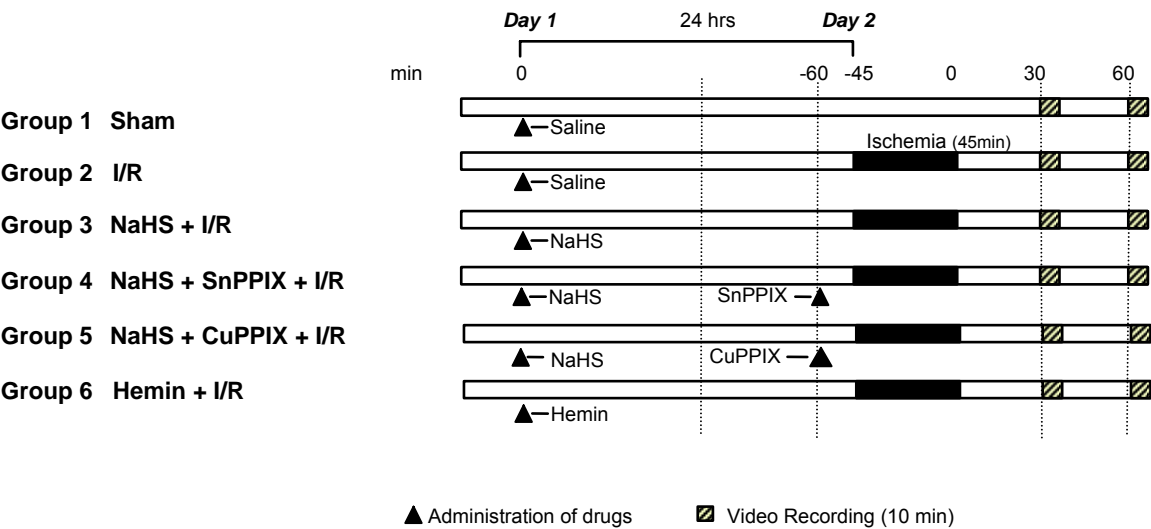 Day 1 24 hrs Day 2
min 0 -60 -45 0 30 60
Group 1 Sham
Saline
Ischemia (45min)
Group 2 I/R
Saline
Group 3 NaHS + I/R
NaHS
Group 4 NaHS + SnPPIX + I/R
NaHS SnPPIX
Group 5 NaHS + CuPPIX + I/R
NaHS CuPPIX
Group 6 Hemin + I/R
Hemin
Administration of drugs Video Recording (10 min)